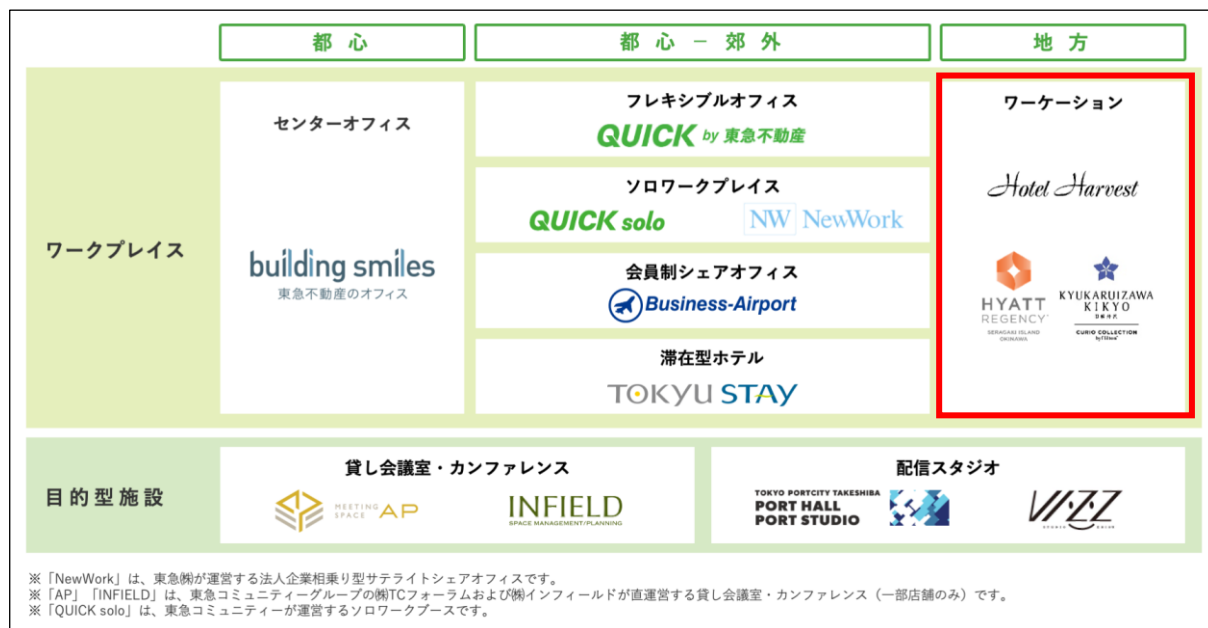 都心
都心－郊外
地方
ワークプレイス
センターオフィス
building smiles
東急不動産のオフィス
フレキシブルオフィス
QUICK by 東急不動産
ソロワークプレイス
QUICK solo
NW NewWork
会員制シェアオフィス
Business-Airport
滞在型ホテル
TOKYU STAY
ワーケーション
Hotel Harvest
HYATT
REGENCY
SERAGAKI ISLAND
OKINAWA
KYUKARUIZAWA
KIKYO
CURIO COLLECTION
by Hilton
目的型施設
貸し会議室・カンファレンス
MEETING
SPACE AP
INFIELD
SPACE MANAGEMENT/PLANNING
配信スタジオ
TOKYO PORTCITY TAKESHIBA
PORT HALL
PORT STUDIO
※「NewWork」は、東急㈱が運営する法人企業相乗り型サテライトシェアオフィスです。
※「AP」「INFIELD」は、東急コミュニティーグループの㈱TCフォーラムおよび㈱インフィールドが直運営する貸し会議室・カンファレンス（一部店舗のみ）です。
※「QUICK solo」は、東急コミュニティーが運営するソロワークブースです。